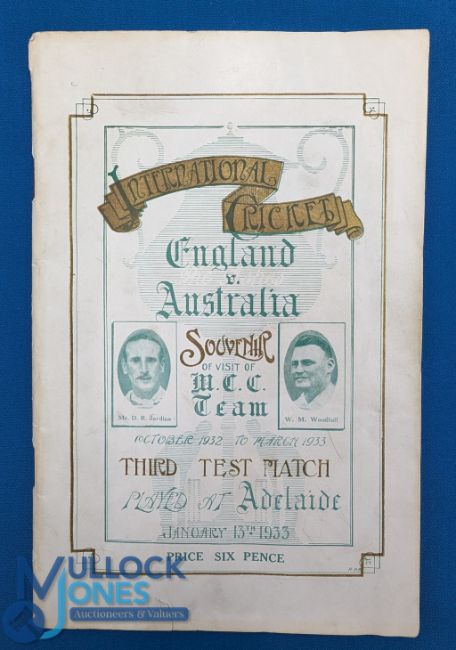 INTERNATIONAL
CRICKET
England
v.
Australia
SOUVENIR
OF VISIT OF
M.C.C.
Team
Mr. D. R. Jardine
W. M. Woodfull
OCTOBER 1932 TO MARCH 1933
THIRD TEST MATCH
PLAYED AT Adelaide
JANUARY 13TH 1933
PRICE SIX PENCE
MULLOCK
JONES
Auctioneers & Valuers